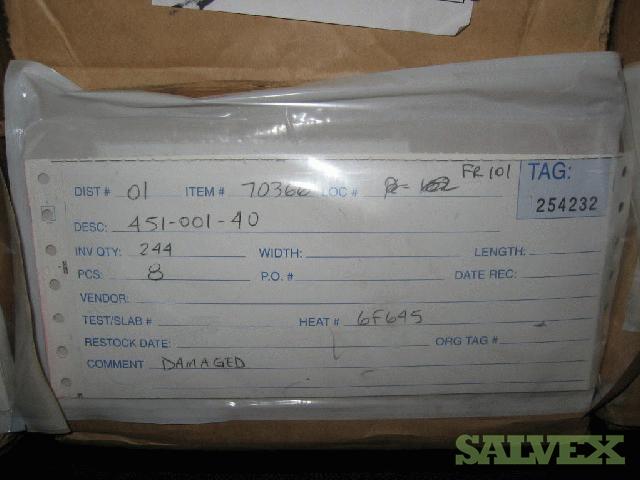 FR 101 TAG:
DIST # 01 ITEM # 70366 LOC #
254232
DESC: 451-001-40
INV QTY: 244 WIDTH: LENGTH:
PCS: 8 P.O. # DATE REC:
VENDOR:
TEST/SLAB # HEAT # 6F645
RESTOCK DATE: ORG TAG #
COMMENT DAMAGED
SALVEX